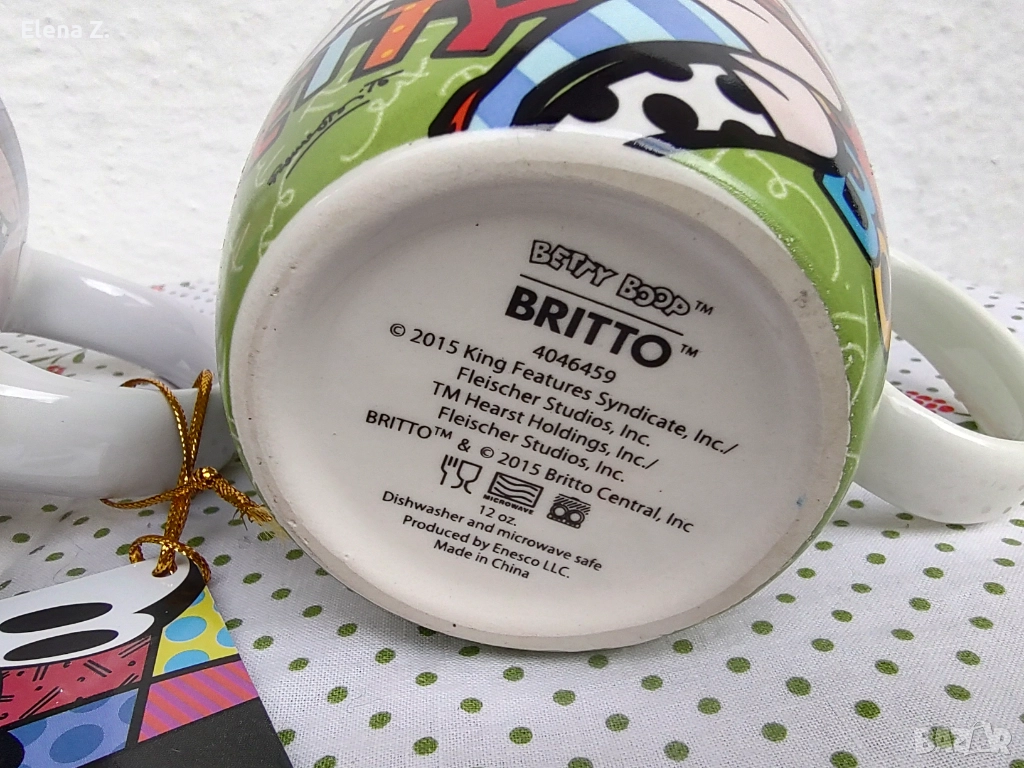 Elena Z.
BETTY BOOP™
BRITTO™
4046459
© 2015 King Features Syndicate, Inc./
Fleischer Studios, Inc.
TM Hearst Holdings, Inc./
Fleischer Studios, Inc.
BRITTO™ & © 2015 Britto Central, Inc
MICROWAVE
12 oz.
Dishwasher and microwave safe
Produced by Enesco LLC.
Made in China
BAZAR